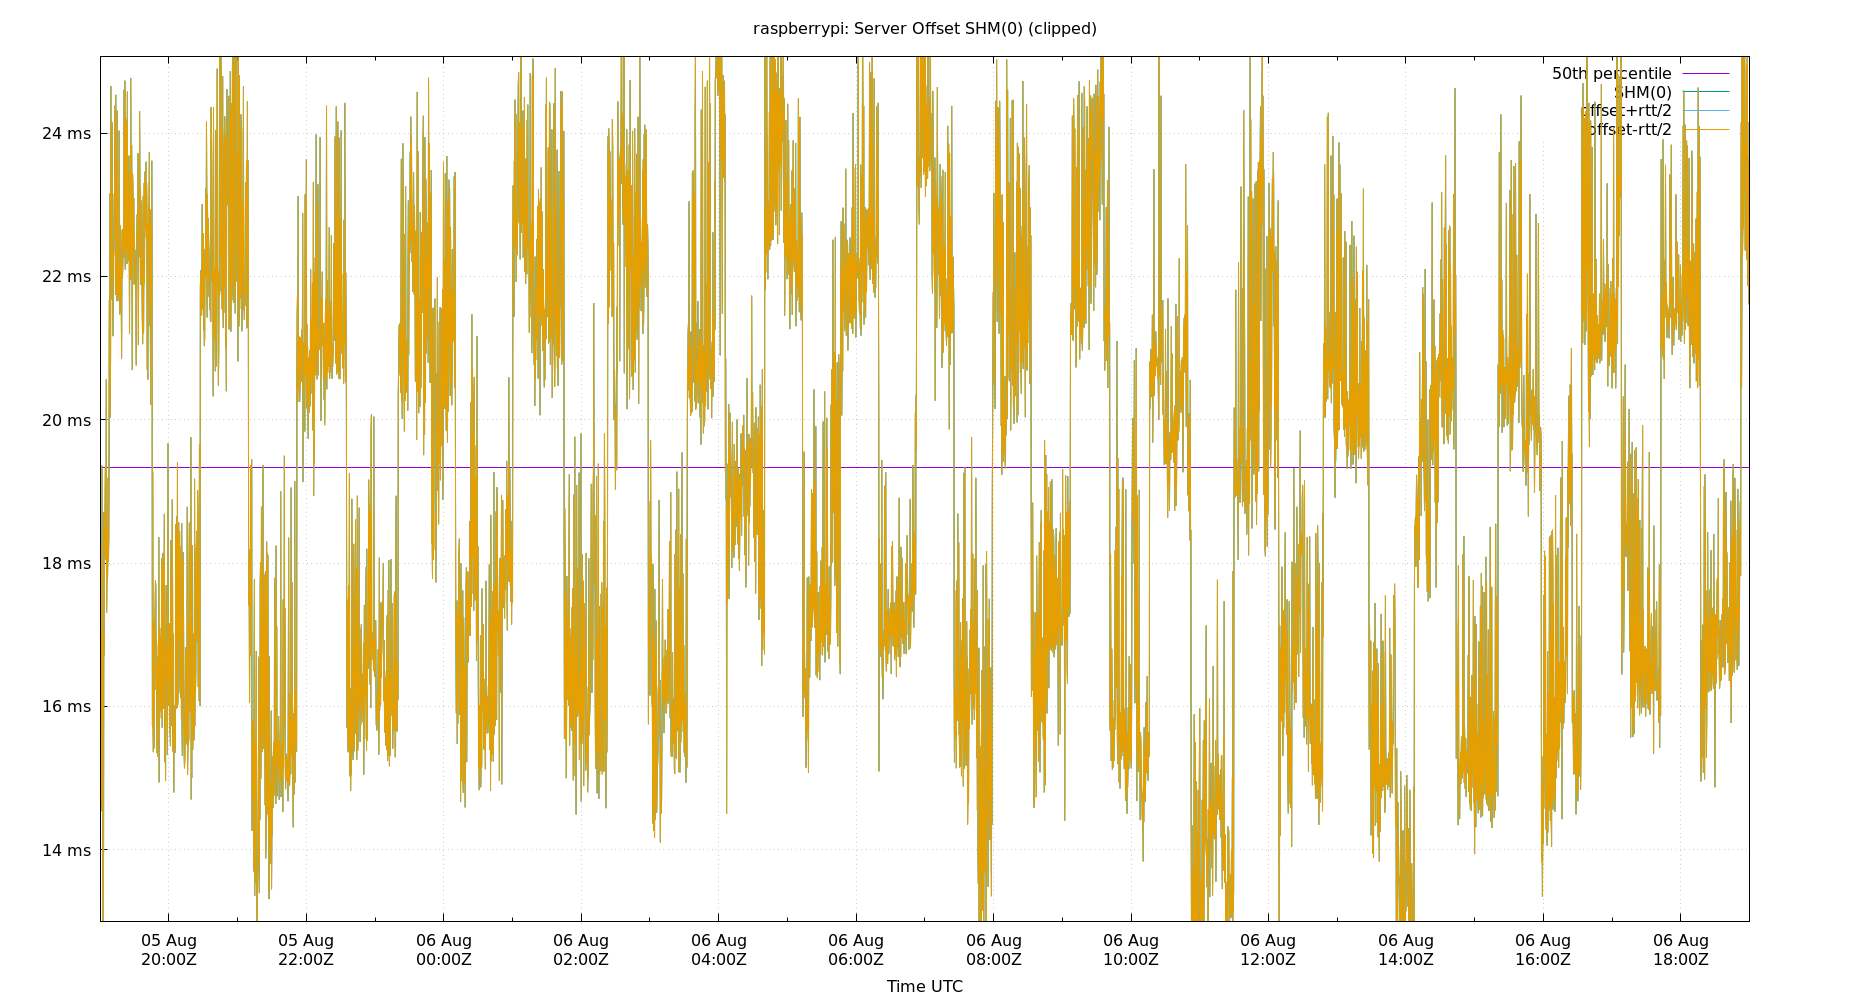 raspberrypi: Server Offset SHM(0) (clipped)
50th percentile
SHM(0)
offset+rtt/2
offset-rtt/2
24 ms
22 ms
20 ms
18 ms
16 ms
14 ms
05 Aug 05 Aug 06 Aug 06 Aug 06 Aug 06 Aug 06 Aug 06 Aug 06 Aug 06 Aug 06 Aug 06 Aug
20:00Z 22:00Z 00:00Z 02:00Z 04:00Z 06:00Z 08:00Z 10:00Z 12:00Z 14:00Z 16:00Z 18:00Z
Time UTC